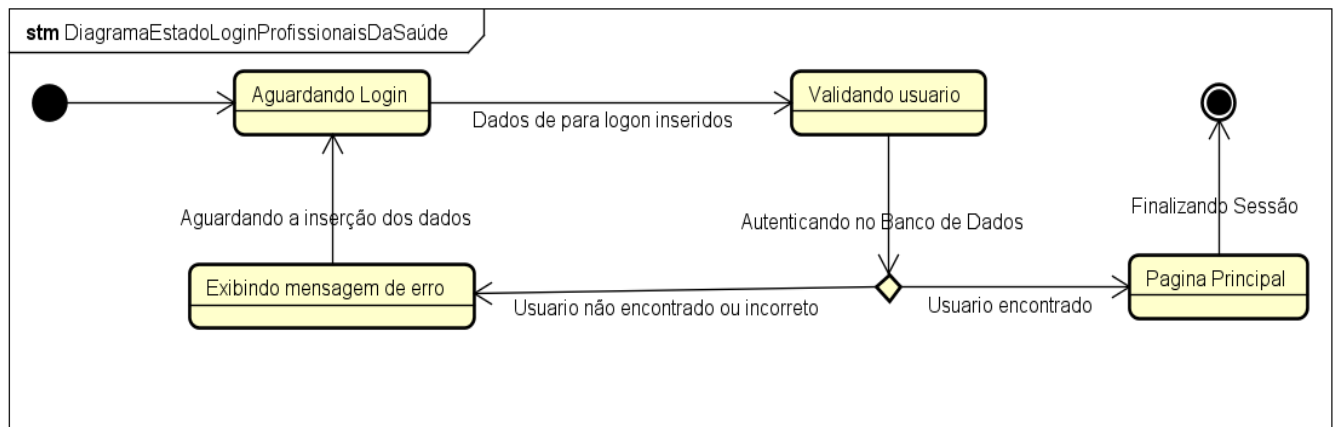 stm DiagramaEstadoLoginProfissionaisDaSaúde
Aguardando Login
Dados de para logon inseridos
Validando usuario
Aguardando a inserção dos dados
Autenticando no Banco de Dados
Finalizando Sessão
Exibindo mensagem de erro
Usuario não encontrado ou incorreto
Usuario encontrado
Pagina Principal